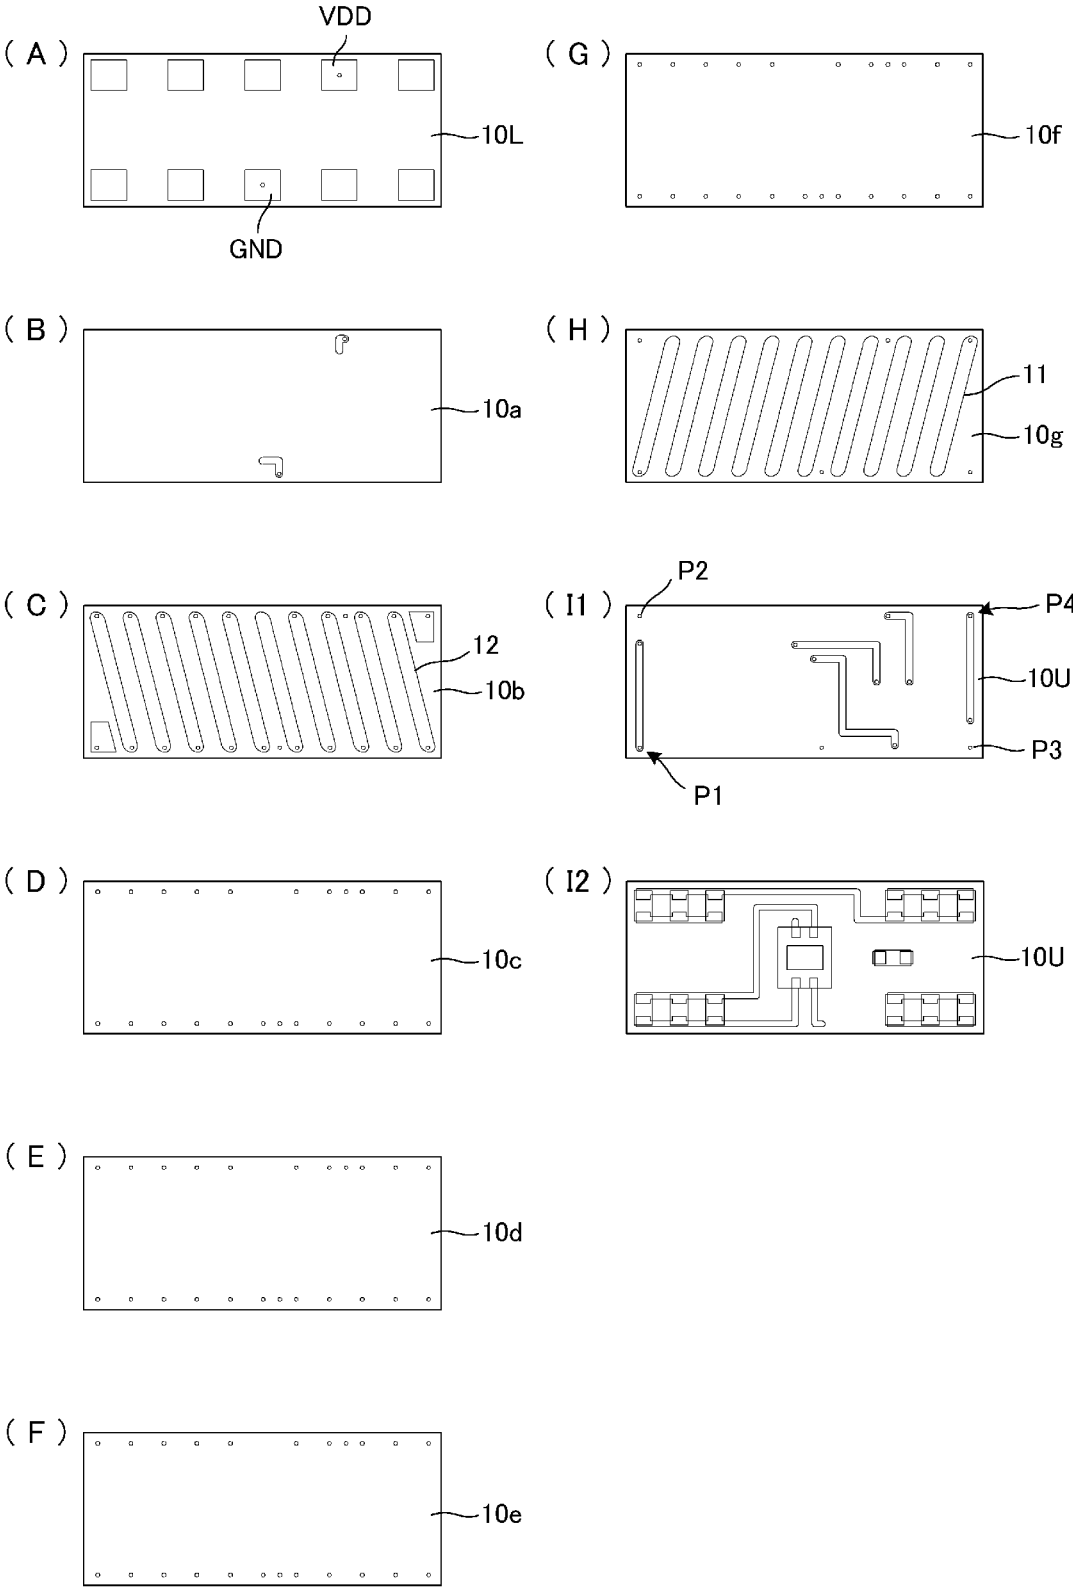 VDD
( A )
10L
GND
( B )
10a
( C )
12
10b
( D )
10c
( E )
10d
( F )
10e
( G )
10f
( H )
11
10g
( I1 )
P2
P4
10U
P3
P1
( I2 )
10U